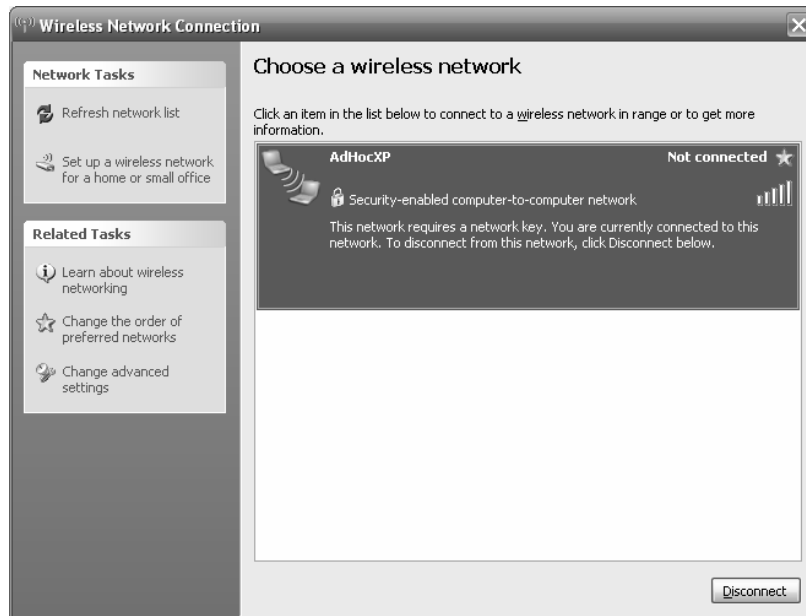 Wireless Network Connection
Network Tasks
Refresh network list
Set up a wireless network
for a home or small office
Related Tasks
Learn about wireless
networking
Change the order of
preferred networks
Change advanced
settings
Choose a wireless network
Click an item in the list below to connect to a wireless network in range or to get more
information.
AdHocXP Not connected
Security-enabled computer-to-computer network
This network requires a network key. You are currently connected to this
network. To disconnect from this network, click Disconnect below.
Disconnect